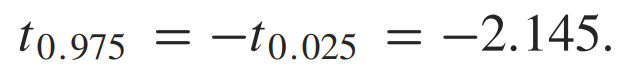 t0.975 = −t0.025 = −2.145.